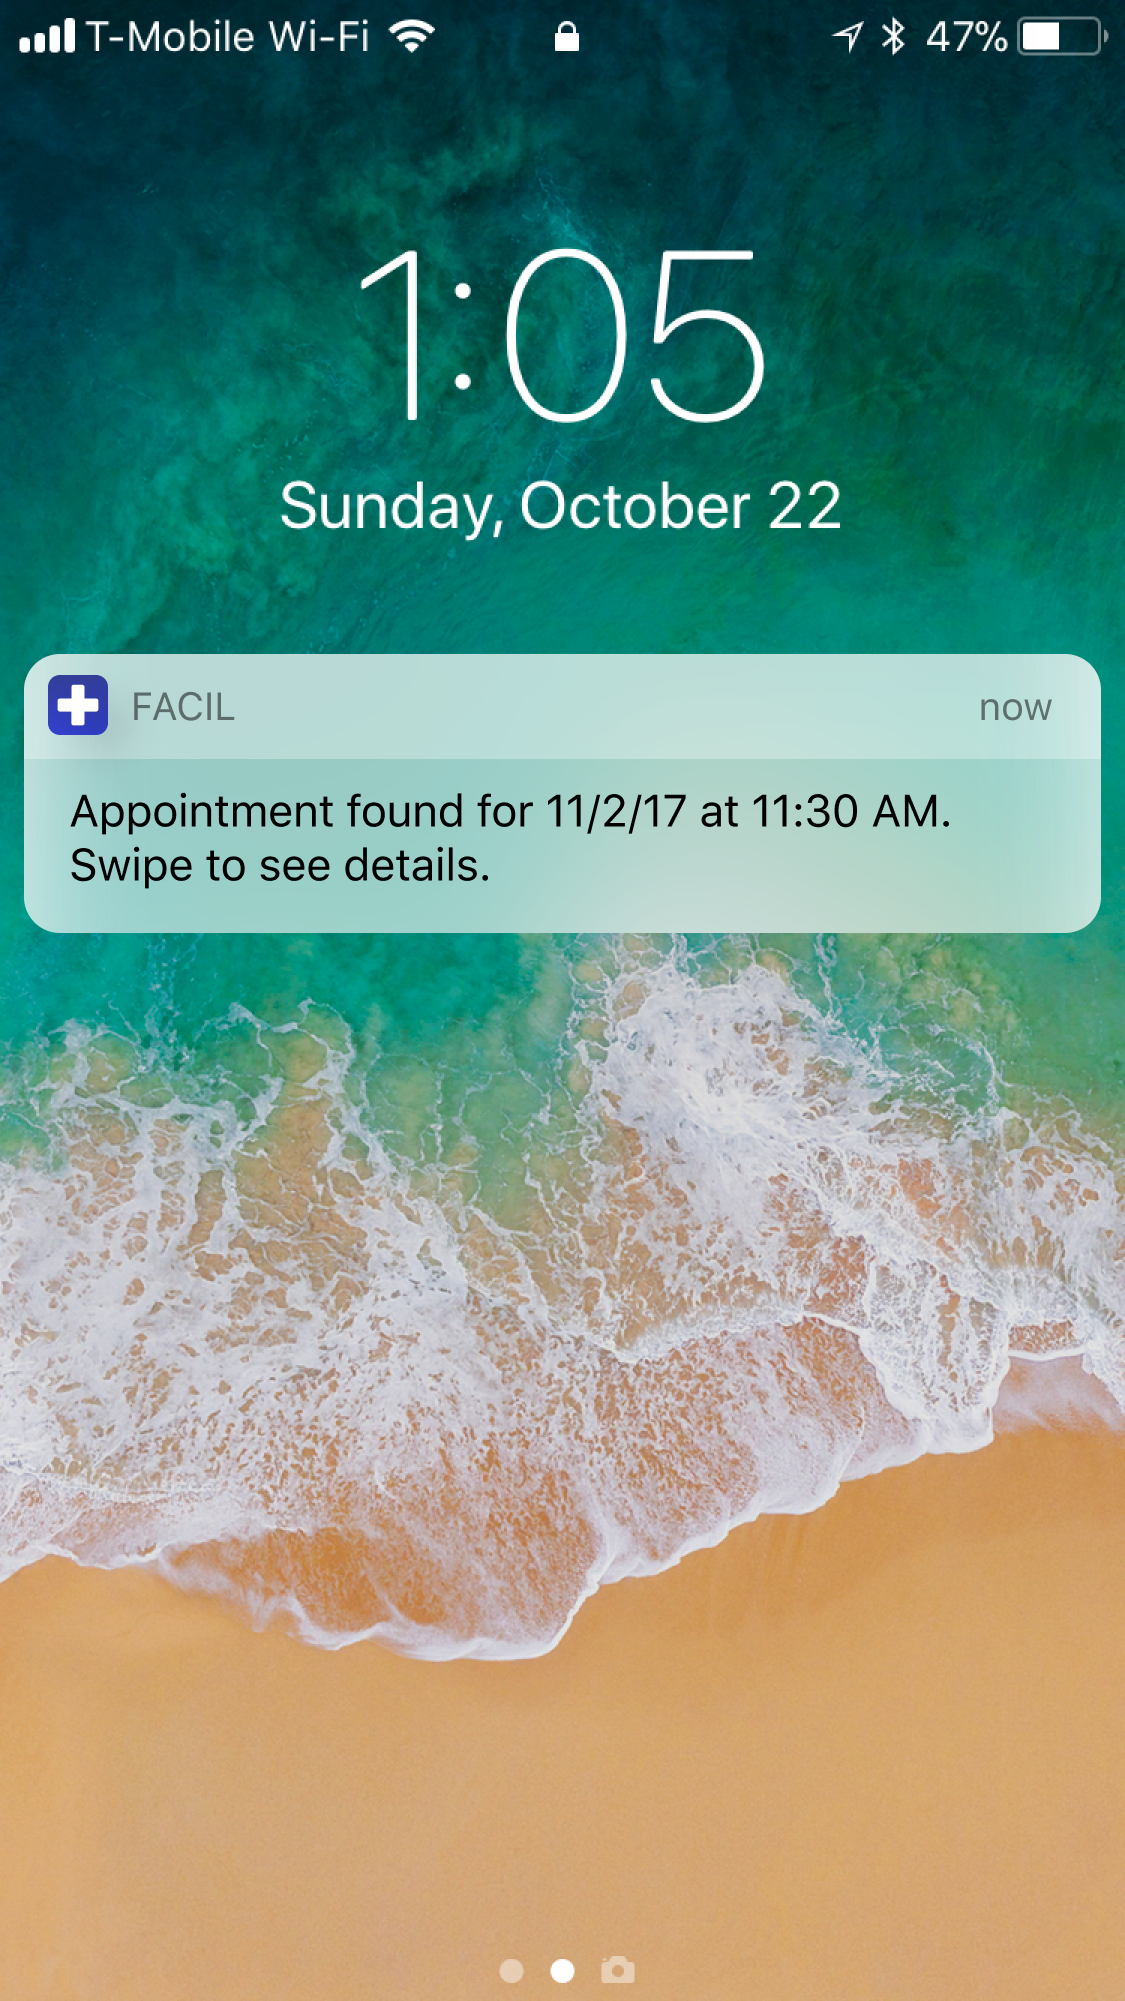 T-Mobile Wi-Fi 47%
1:05
Sunday, October 22
FACIL now
Appointment found for 11/2/17 at 11:30 AM.
Swipe to see details.